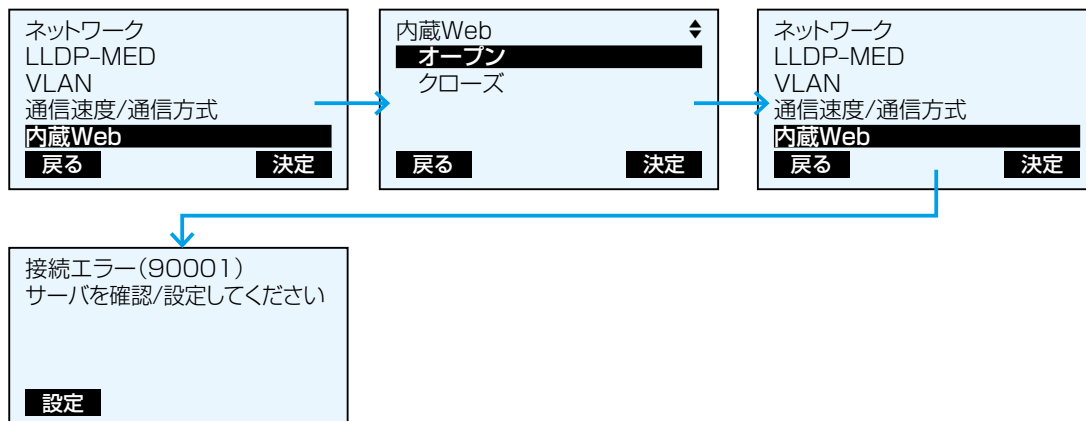 ネットワーク
LLDP-MED
VLAN
通信速度/通信方式
内蔵Web
戻る 決定
内蔵Web
オープン
クローズ
戻る 決定
ネットワーク
LLDP-MED
VLAN
通信速度/通信方式
内蔵Web
戻る 決定
接続エラー(90001)
サーバを確認/設定してください
設定